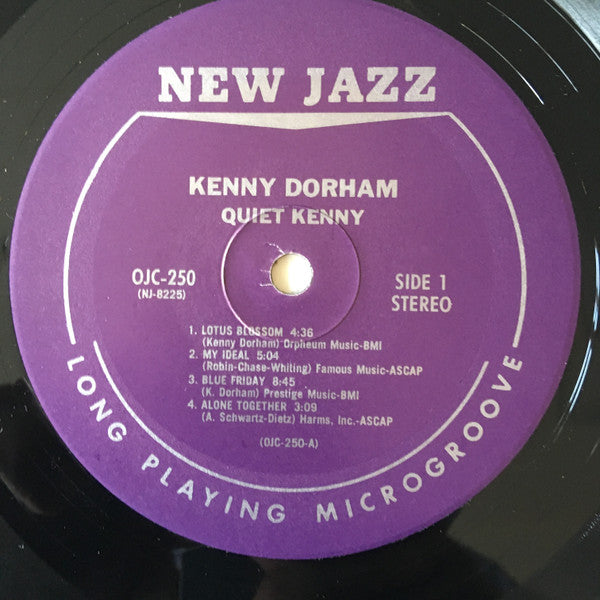 NEW JAZZ
KENNY DORHAM
QUIET KENNY
OJC-250
(NJ-8225)
SIDE 1
STEREO
1. LOTUS BLOSSOM 4:36
(Kenny Dorham) Orpheum Music-BMI
2. MY IDEAL 5:04
(Robin-Chase-Whiting) Famous Music-ASCAP
3. BLUE FRIDAY 8:45
(K. Dorham) Prestige Music-BMI
4. ALONE TOGETHER 3:09
(A. Schwartz-Dietz) Harms, Inc.-ASCAP
(OJC-250-A)
LONG PLAYING MICROGROOVE